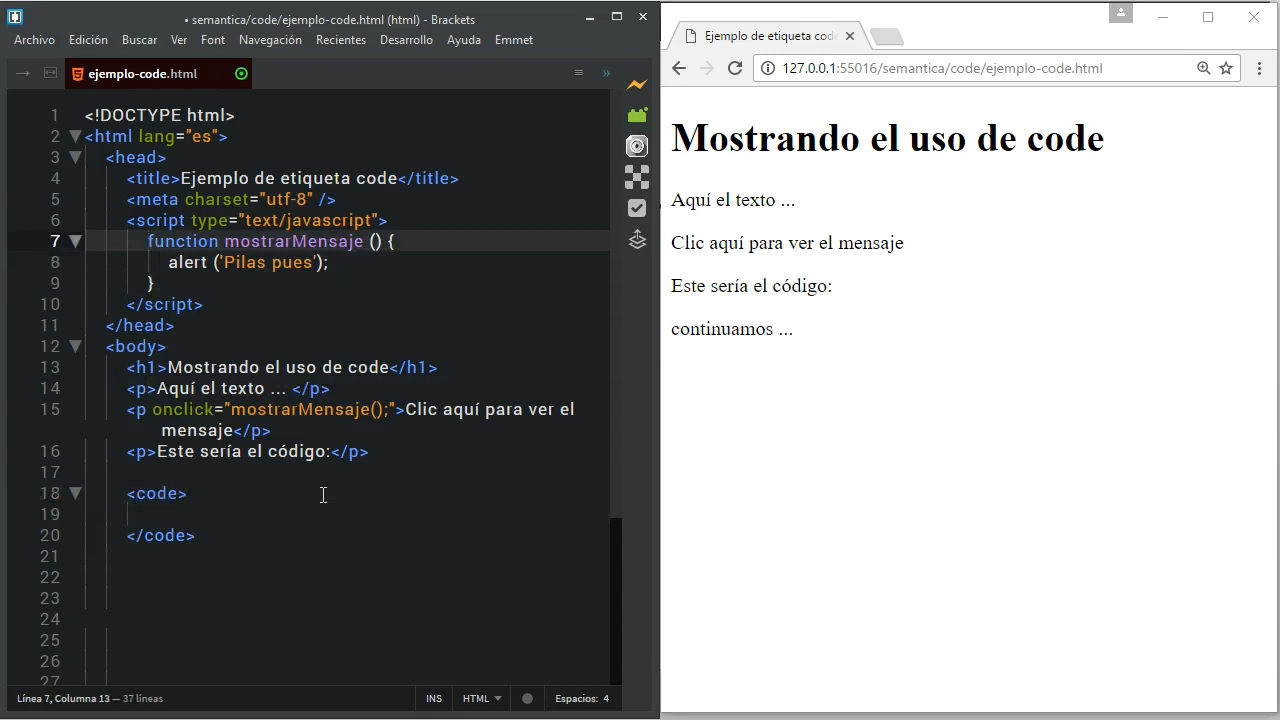 • semantica/code/ejemplo-code.html (html) - Brackets
Archivo Edición Buscar Ver Font Navegación Recientes Desarrollo Ayuda Emmet
ejemplo-code.html
1 <!DOCTYPE html>
2 <html lang="es">
3 <head>
4 <title>Ejemplo de etiqueta code</title>
5 <meta charset="utf-8" />
6 <script type="text/javascript">
7 function mostrarMensaje () {
8 alert ('Pilas pues');
9 }
10 </script>
11 </head>
12 <body>
13 <h1>Mostrando el uso de code</h1>
14 <p>Aquí el texto ... </p>
15 <p onclick="mostrarMensaje();">Clic aquí para ver el
mensaje</p>
16 <p>Este sería el código:</p>
17
18 <code>
19
20 </code>
21
22
23
24
25
26
27
Línea 7, Columna 13 — 37 líneas INS HTML Espacios: 4
Ejemplo de etiqueta cod
127.0.0.1:55016/semantica/code/ejemplo-code.html
Mostrando el uso de code
Aquí el texto ...
Clic aquí para ver el mensaje
Este sería el código:
continuamos ...